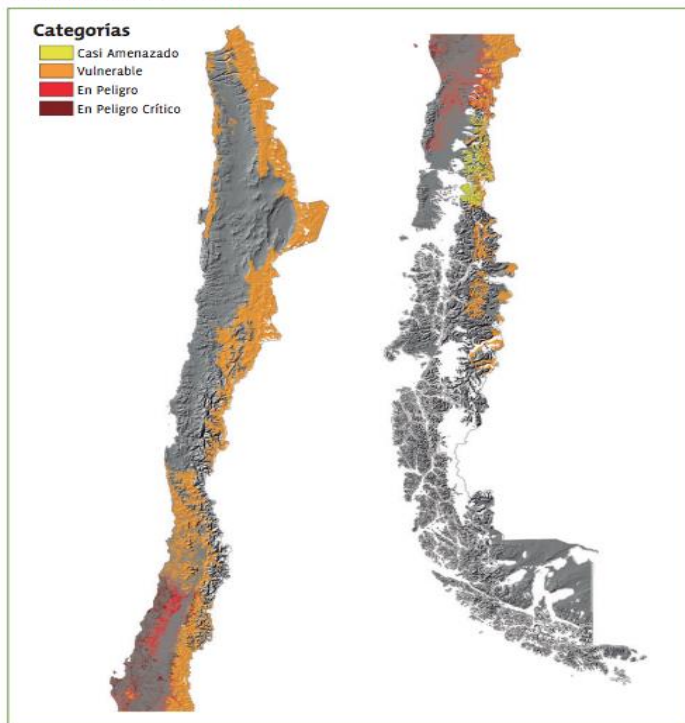 Categorías
Casi Amenazado
Vulnerable
En Peligro
En Peligro Crítico